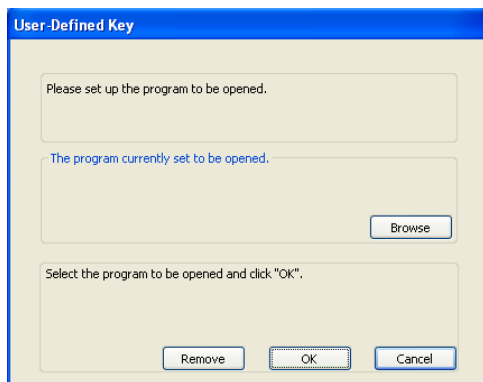 User-Defined Key
Please set up the program to be opened.
The program currently set to be opened.
Browse
Select the program to be opened and click "OK".
Remove
OK
Cancel